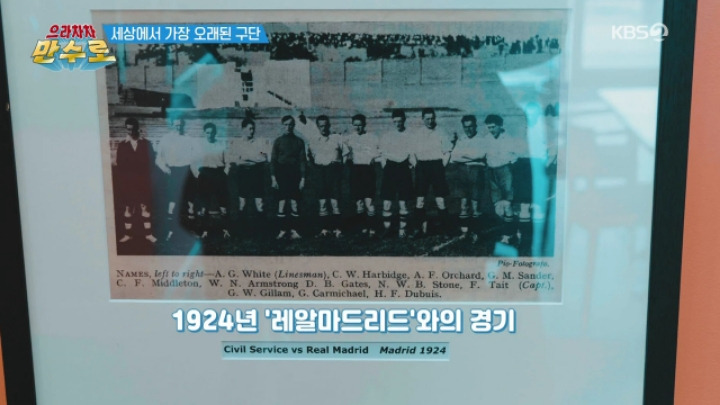 으라차차
만수로
세상에서 가장 오래된 구단
KBS2
Pio-Fotografo.
NAMES, left to right—A. G. White (Linesman), C. W. Harbidge, A. F. Orchard, G. M. Sander,
C. F. Middleton, W. N. Armstrong D. B. Gates, N. W. B. Stone, F. Tait (Capt.),
G. W. Gillam, G. Carmichael, H. F. Dubuis.
1924년 '레알마드리드'와의 경기
Civil Service vs Real Madrid Madrid 1924